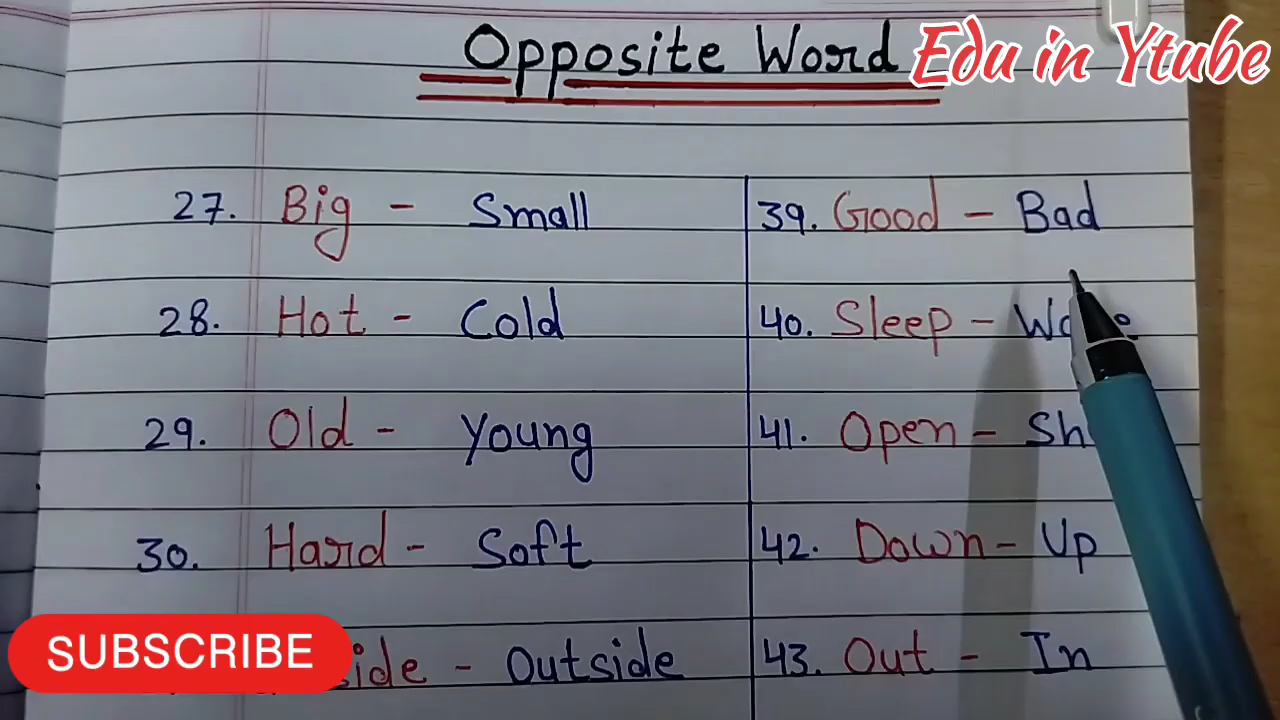 Opposite Word
Edu in Ytube
27. Big - Small
28. Hot - Cold
29. Old - Young
30. Hard - Soft
- Outside
39. Good - Bad
40. Sleep -
41. Open -
42. Down - Up
43. Out - In
SUBSCRIBE